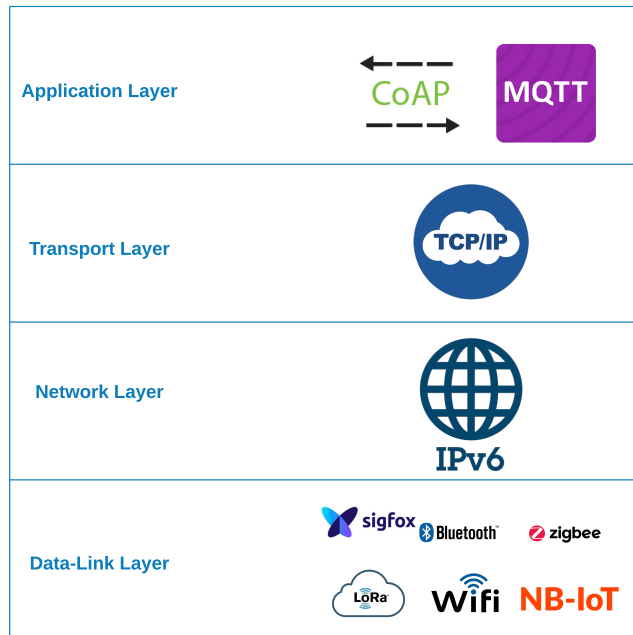 Application Layer
CoAP
MQTT
Transport Layer
TCP/IP
Network Layer
IPv6
Data-Link Layer
sigfox
Bluetooth™
zigbee
LoRa
Wifi
NB-IoT